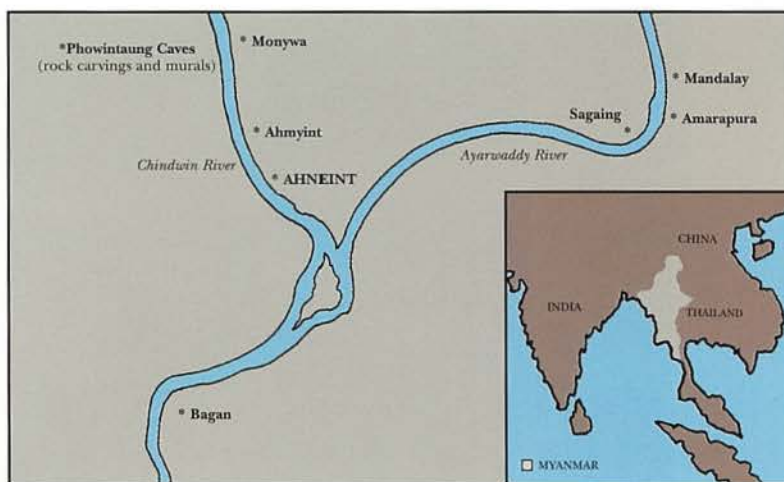 *Phowintaung Caves
(rock carvings and murals)
* Monywa
* Mandalay
Sagaing
*
* Amarapura
* Ahmyint
Chindwin River
Ayarwaddy River
* AHNEINT
* Bagan
CHINA
INDIA
THAILAND
MYANMAR